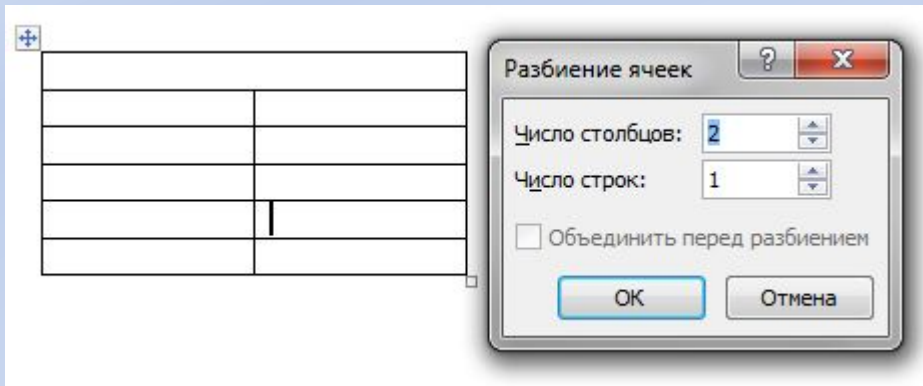 Разбиение ячеек
?
Число столбцов: 2
Число строк: 1
Объединить перед разбиением
ОК Отмена